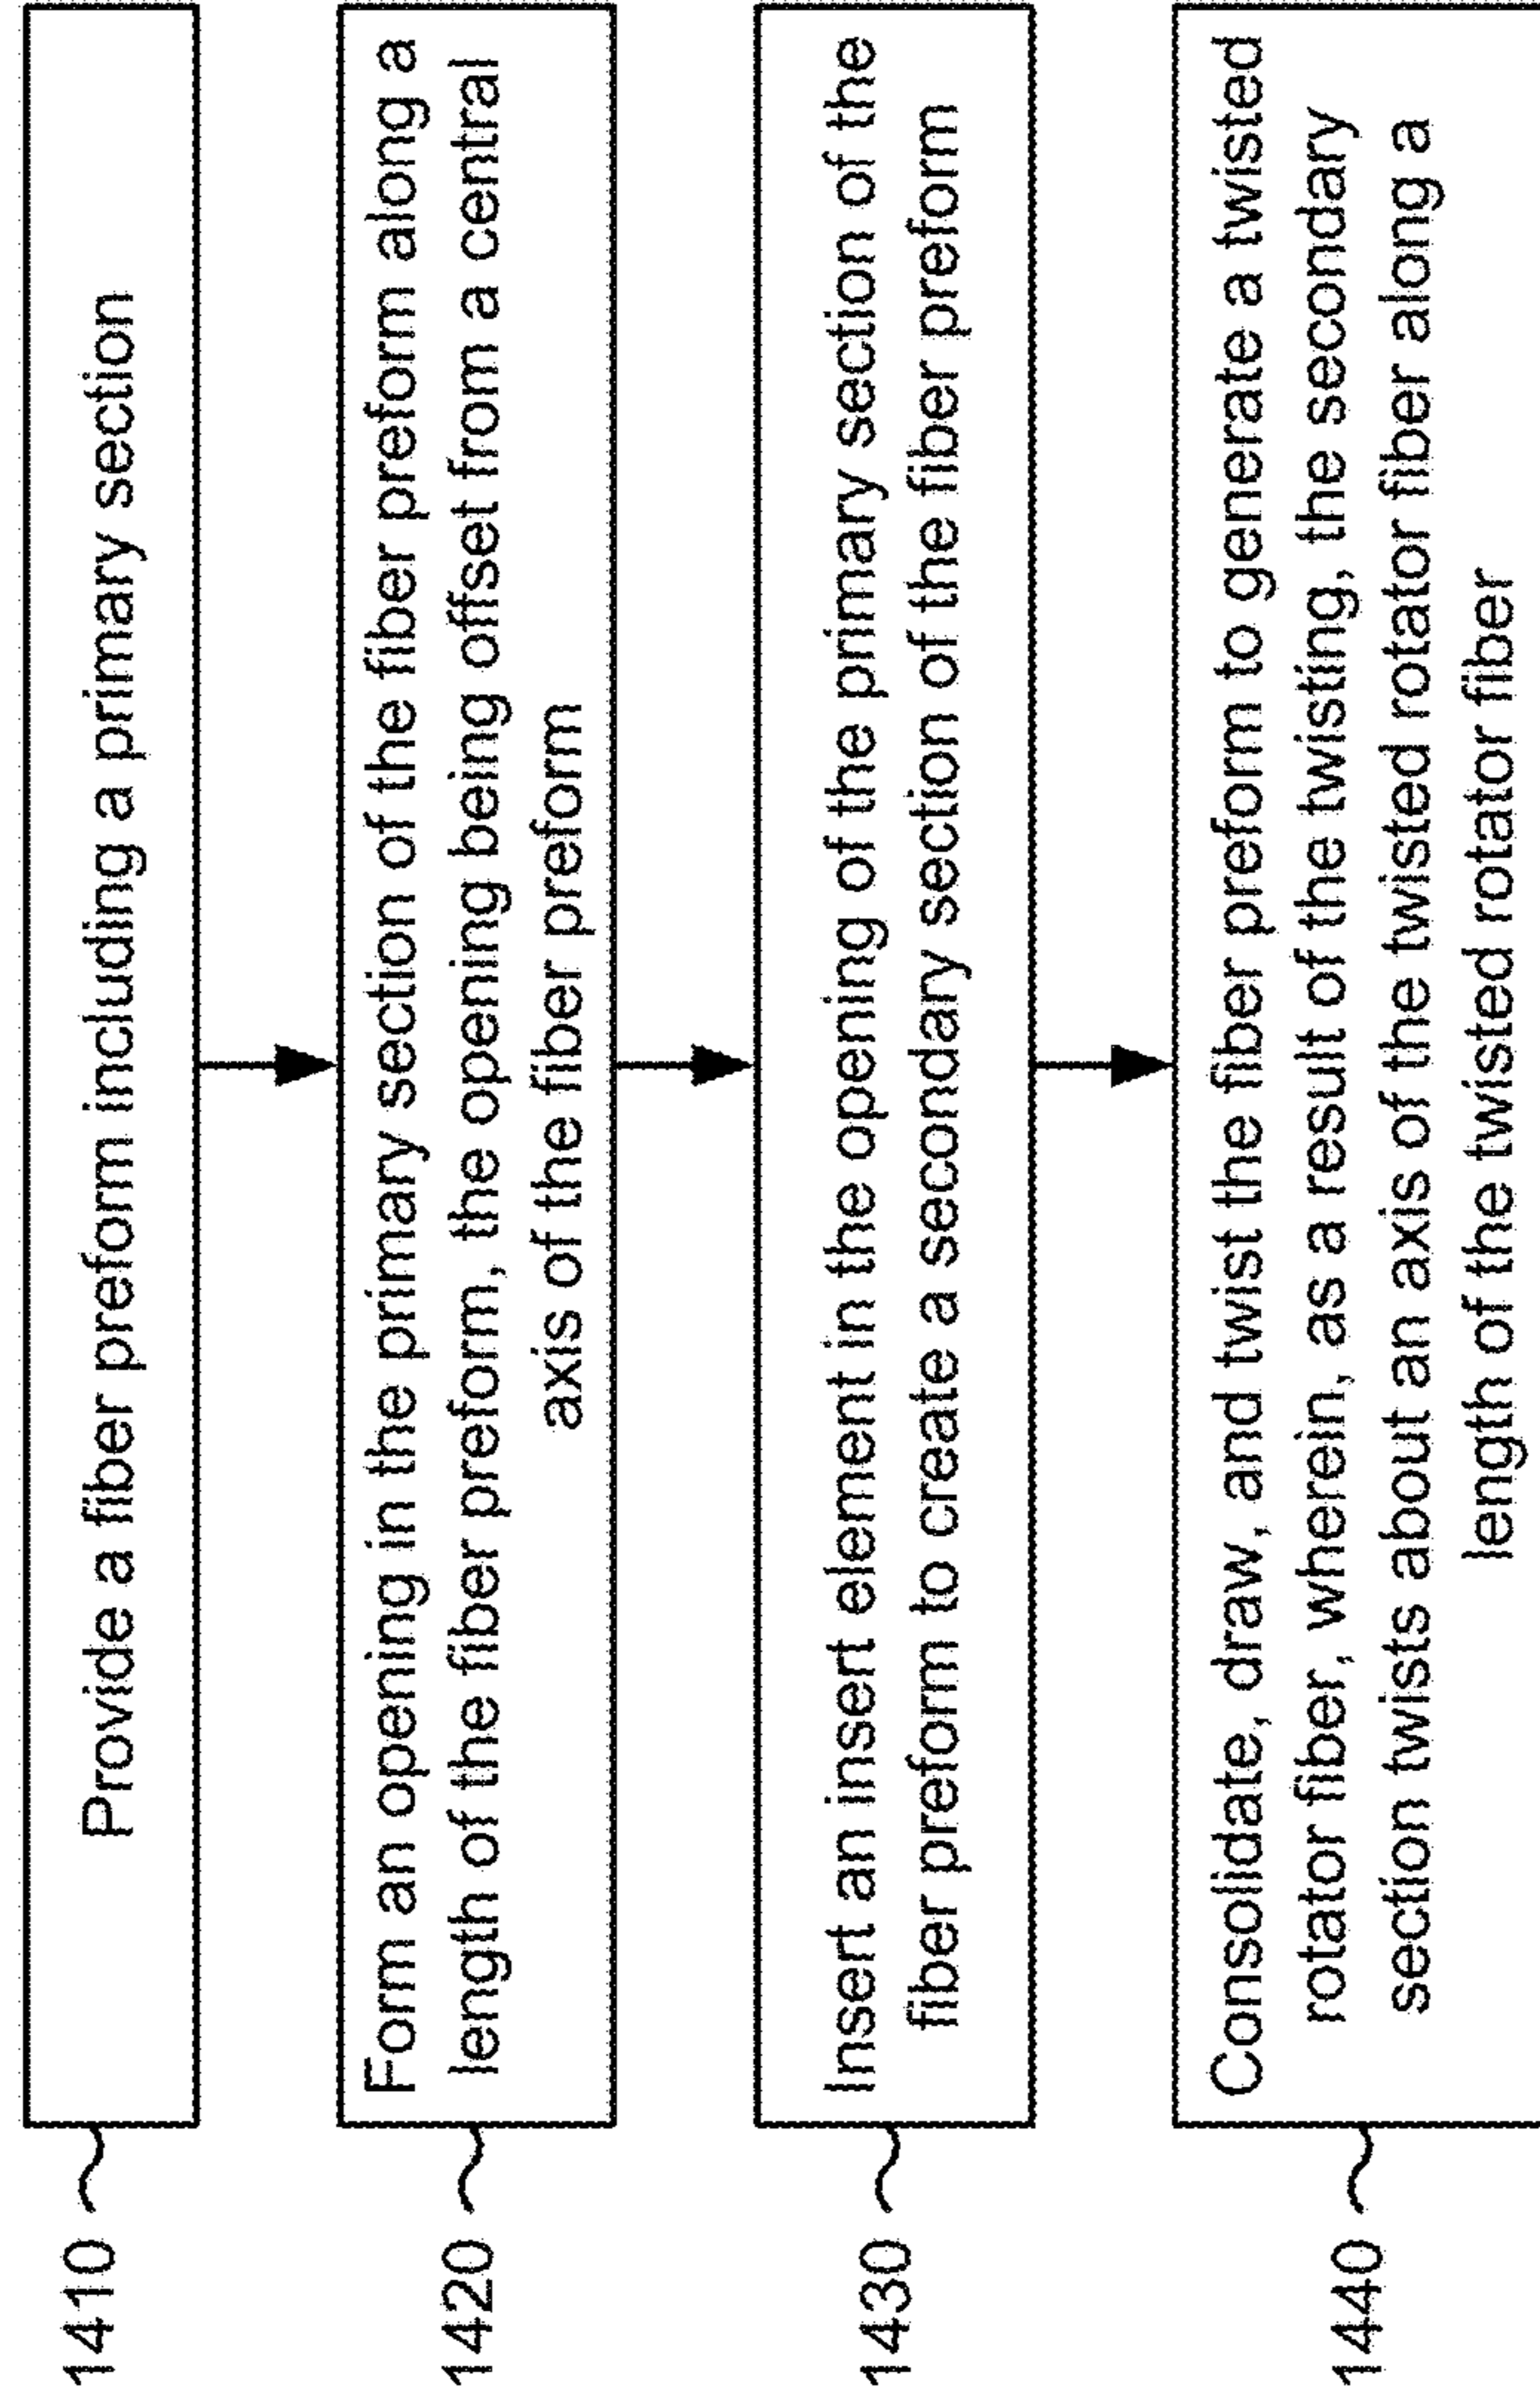 1410
Provide a fiber preform including a primary section
1420
Form an opening in the primary section of the fiber preform along a
length of the fiber preform, the opening being offset from a central
axis of the fiber preform
1430
Insert an insert element in the opening of the primary section of the
fiber preform to create a secondary section of the fiber preform
1440
Consolidate, draw, and twist the fiber preform to generate a twisted
rotator fiber, wherein, as a result of the twisting, the secondary
section twists about an axis of the twisted rotator fiber along a
length of the twisted rotator fiber